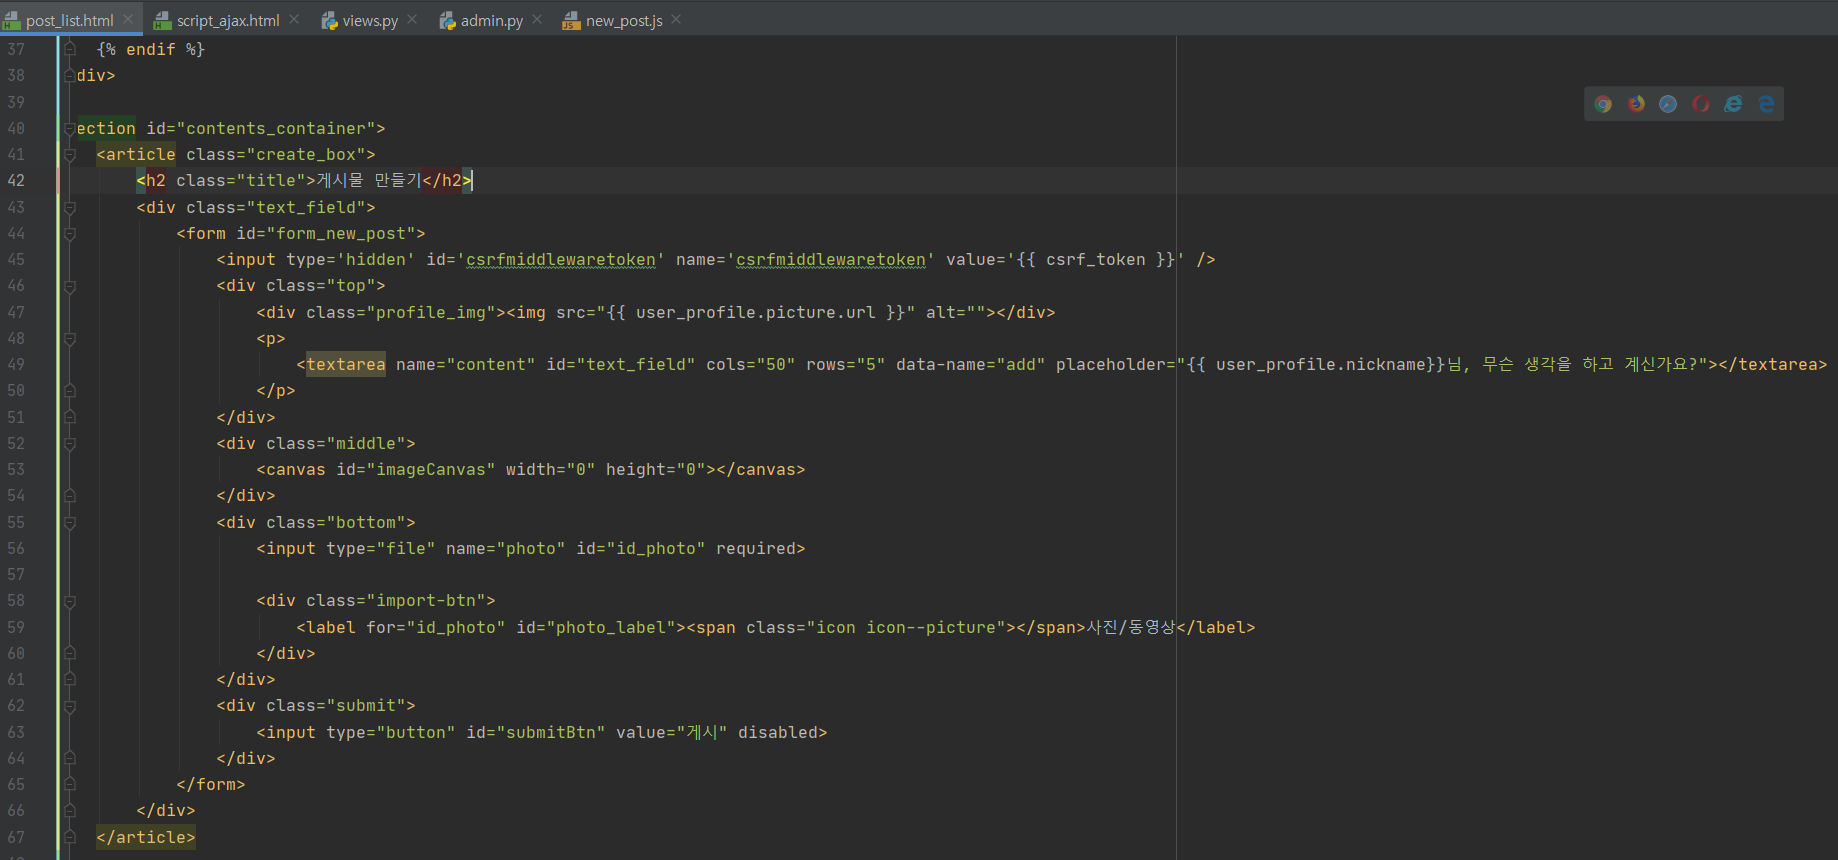 post_list.html script_ajax.html views.py admin.py new_post.js
37 {% endif %}
38 div>
39
40 ection id="contents_container">
41 <article class="create_box">
42 <h2 class="title">게시물 만들기</h2>
43 <div class="text_field">
44 <form id="form_new_post">
45 <input type='hidden' id='csrfmiddlewaretoken' name='csrfmiddlewaretoken' value='{{ csrf_token }}' />
46 <div class="top">
47 <div class="profile_img"><img src="{{ user_profile.picture.url }}" alt=""></div>
48 <p>
49 <textarea name="content" id="text_field" cols="50" rows="5" data-name="add" placeholder="{{ user_profile.nickname}}님, 무슨 생각을 하고 계신가요?"></textarea>
50 </p>
51 </div>
52 <div class="middle">
53 <canvas id="imageCanvas" width="0" height="0"></canvas>
54 </div>
55 <div class="bottom">
56 <input type="file" name="photo" id="id_photo" required>
57
58 <div class="import-btn">
59 <label for="id_photo" id="photo_label"><span class="icon icon--picture"></span>사진/동영상</label>
60 </div>
61 </div>
62 <div class="submit">
63 <input type="button" id="submitBtn" value="게시" disabled>
64 </div>
65 </form>
66 </div>
67 </article>